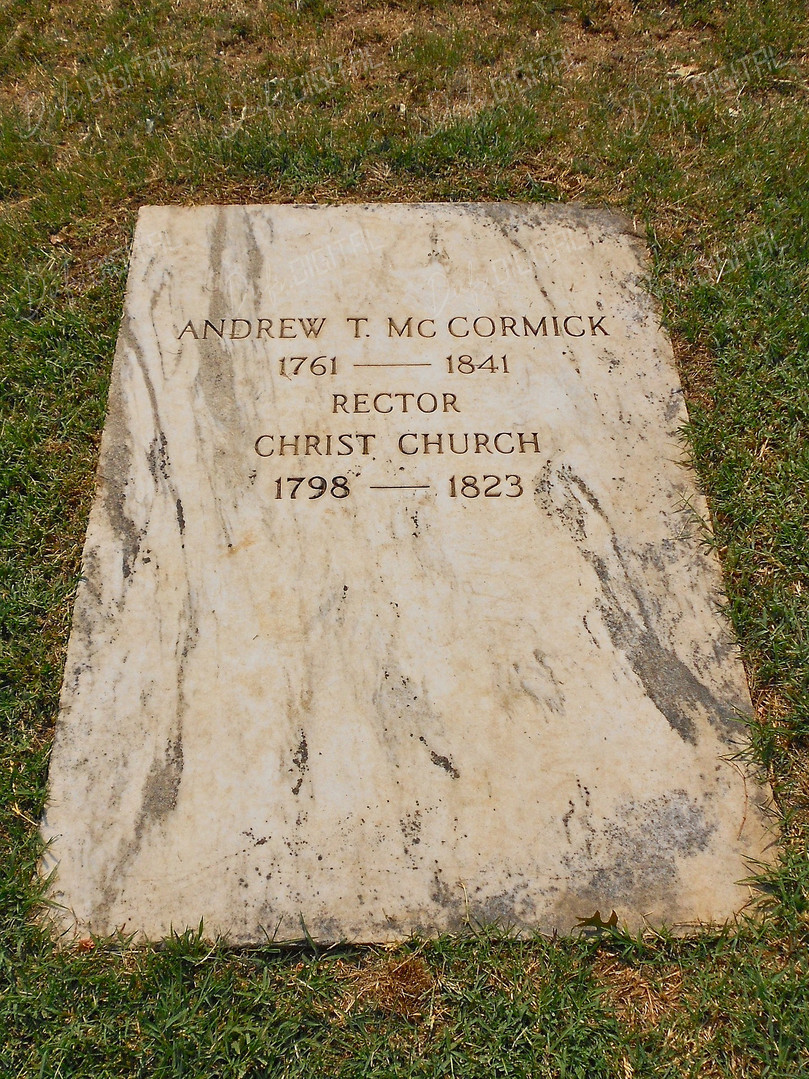 ANDREW T. MC CORMICK
1761 — 1841
RECTOR
CHRIST CHURCH
1798 — 1823